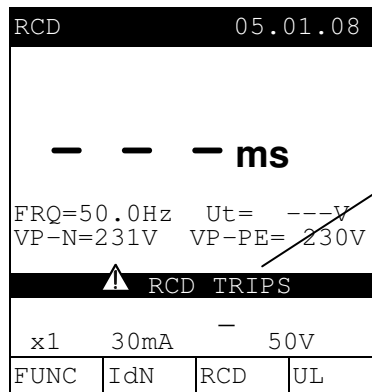 RCD 05.01.08
– – – ms
FRQ=50.0Hz Ut= ---V
VP-N=231V VP-PE= 230V
RCD TRIPS
x1 30mA – 50V
FUNC IdN RCD UL